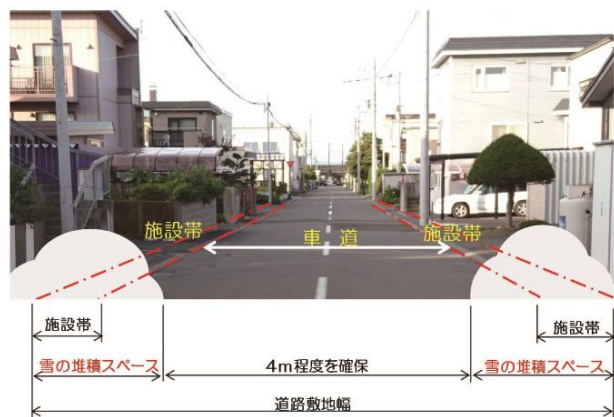 施設帯
車 道
施設帯
施設帯
施設帯
雪の堆積スペース
4m程度を確保
雪の堆積スペース
道路敷地幅